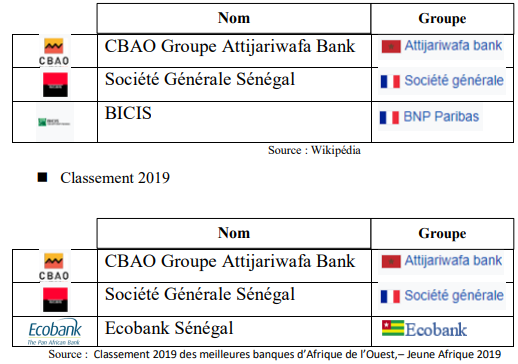 Nom Groupe
CBAO CBAO Groupe Attijariwafa Bank Attijariwafa bank
Société Générale Sénégal Société générale
BICIS BICIS BNP Paribas
Source : Wikipédia
■ Classement 2019
Nom Groupe
CBAO CBAO Groupe Attijariwafa Bank Attijariwafa bank
Société Générale Sénégal Société générale
Ecobank Ecobank Sénégal Ecobank
The Pan African Bank
Source : Classement 2019 des meilleures banques d'Afrique de l'Ouest,– Jeune Afrique 2019